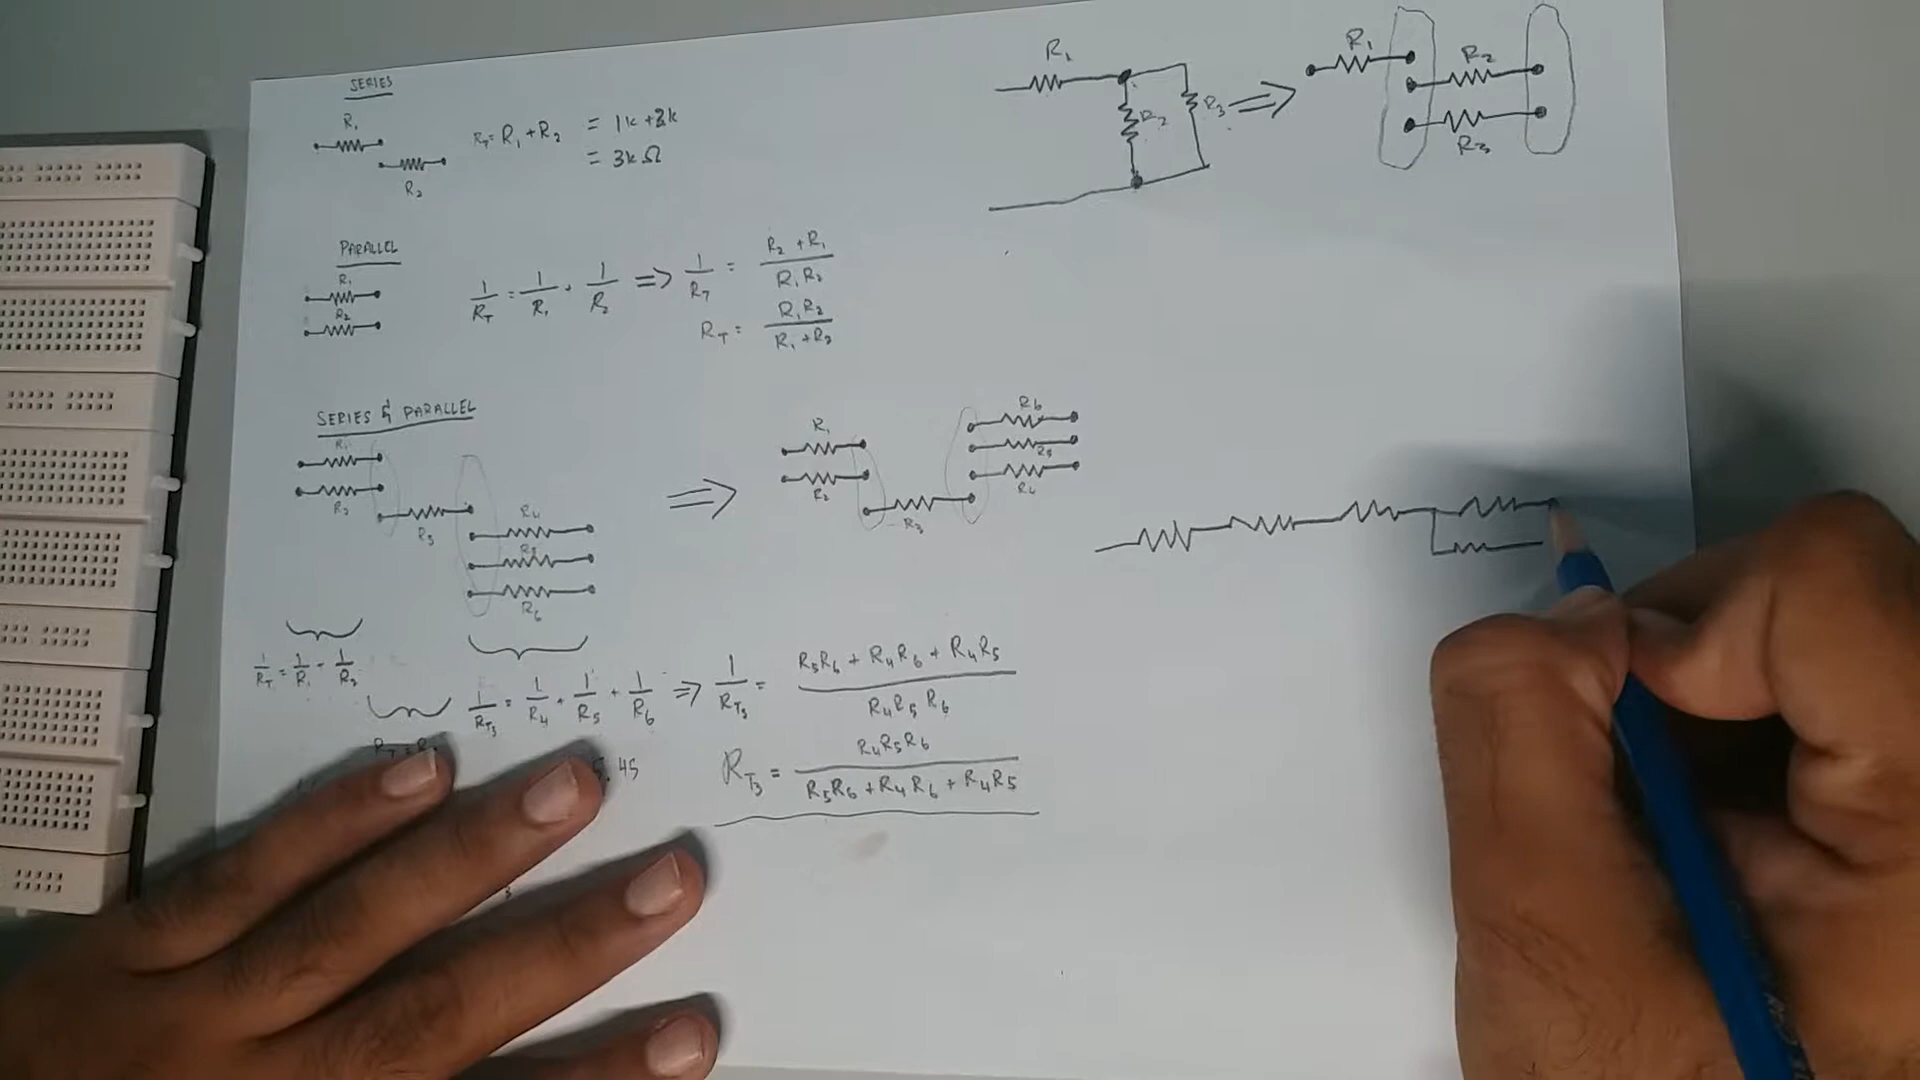 SERIES
R1
RT= R1 + R2 = 1k + 2k
= 3k Ω
R2
PARALLEL
R1
R2
1/RT = 1/R1 + 1/R2 => 1/RT = (R2 + R1)/(R1R2)
RT = (R1R2)/(R1 + R2)
SERIES & PARALLEL
R1
R2
R3
R4
R5
R6
=>
R1
R2
R3
R6
R5
R4
1/RT = 1/R1 + 1/R2
1/RT3 = 1/R4 + 1/R5 + 1/R6 => 1/RT3 = (R5R6 + R4R6 + R4R5)/(R4R5R6)
5.45
RT3 = (R4R5R6)/(R5R6 + R4R6 + R4R5)
R1
R2
R3
=>
R1
R2
R3